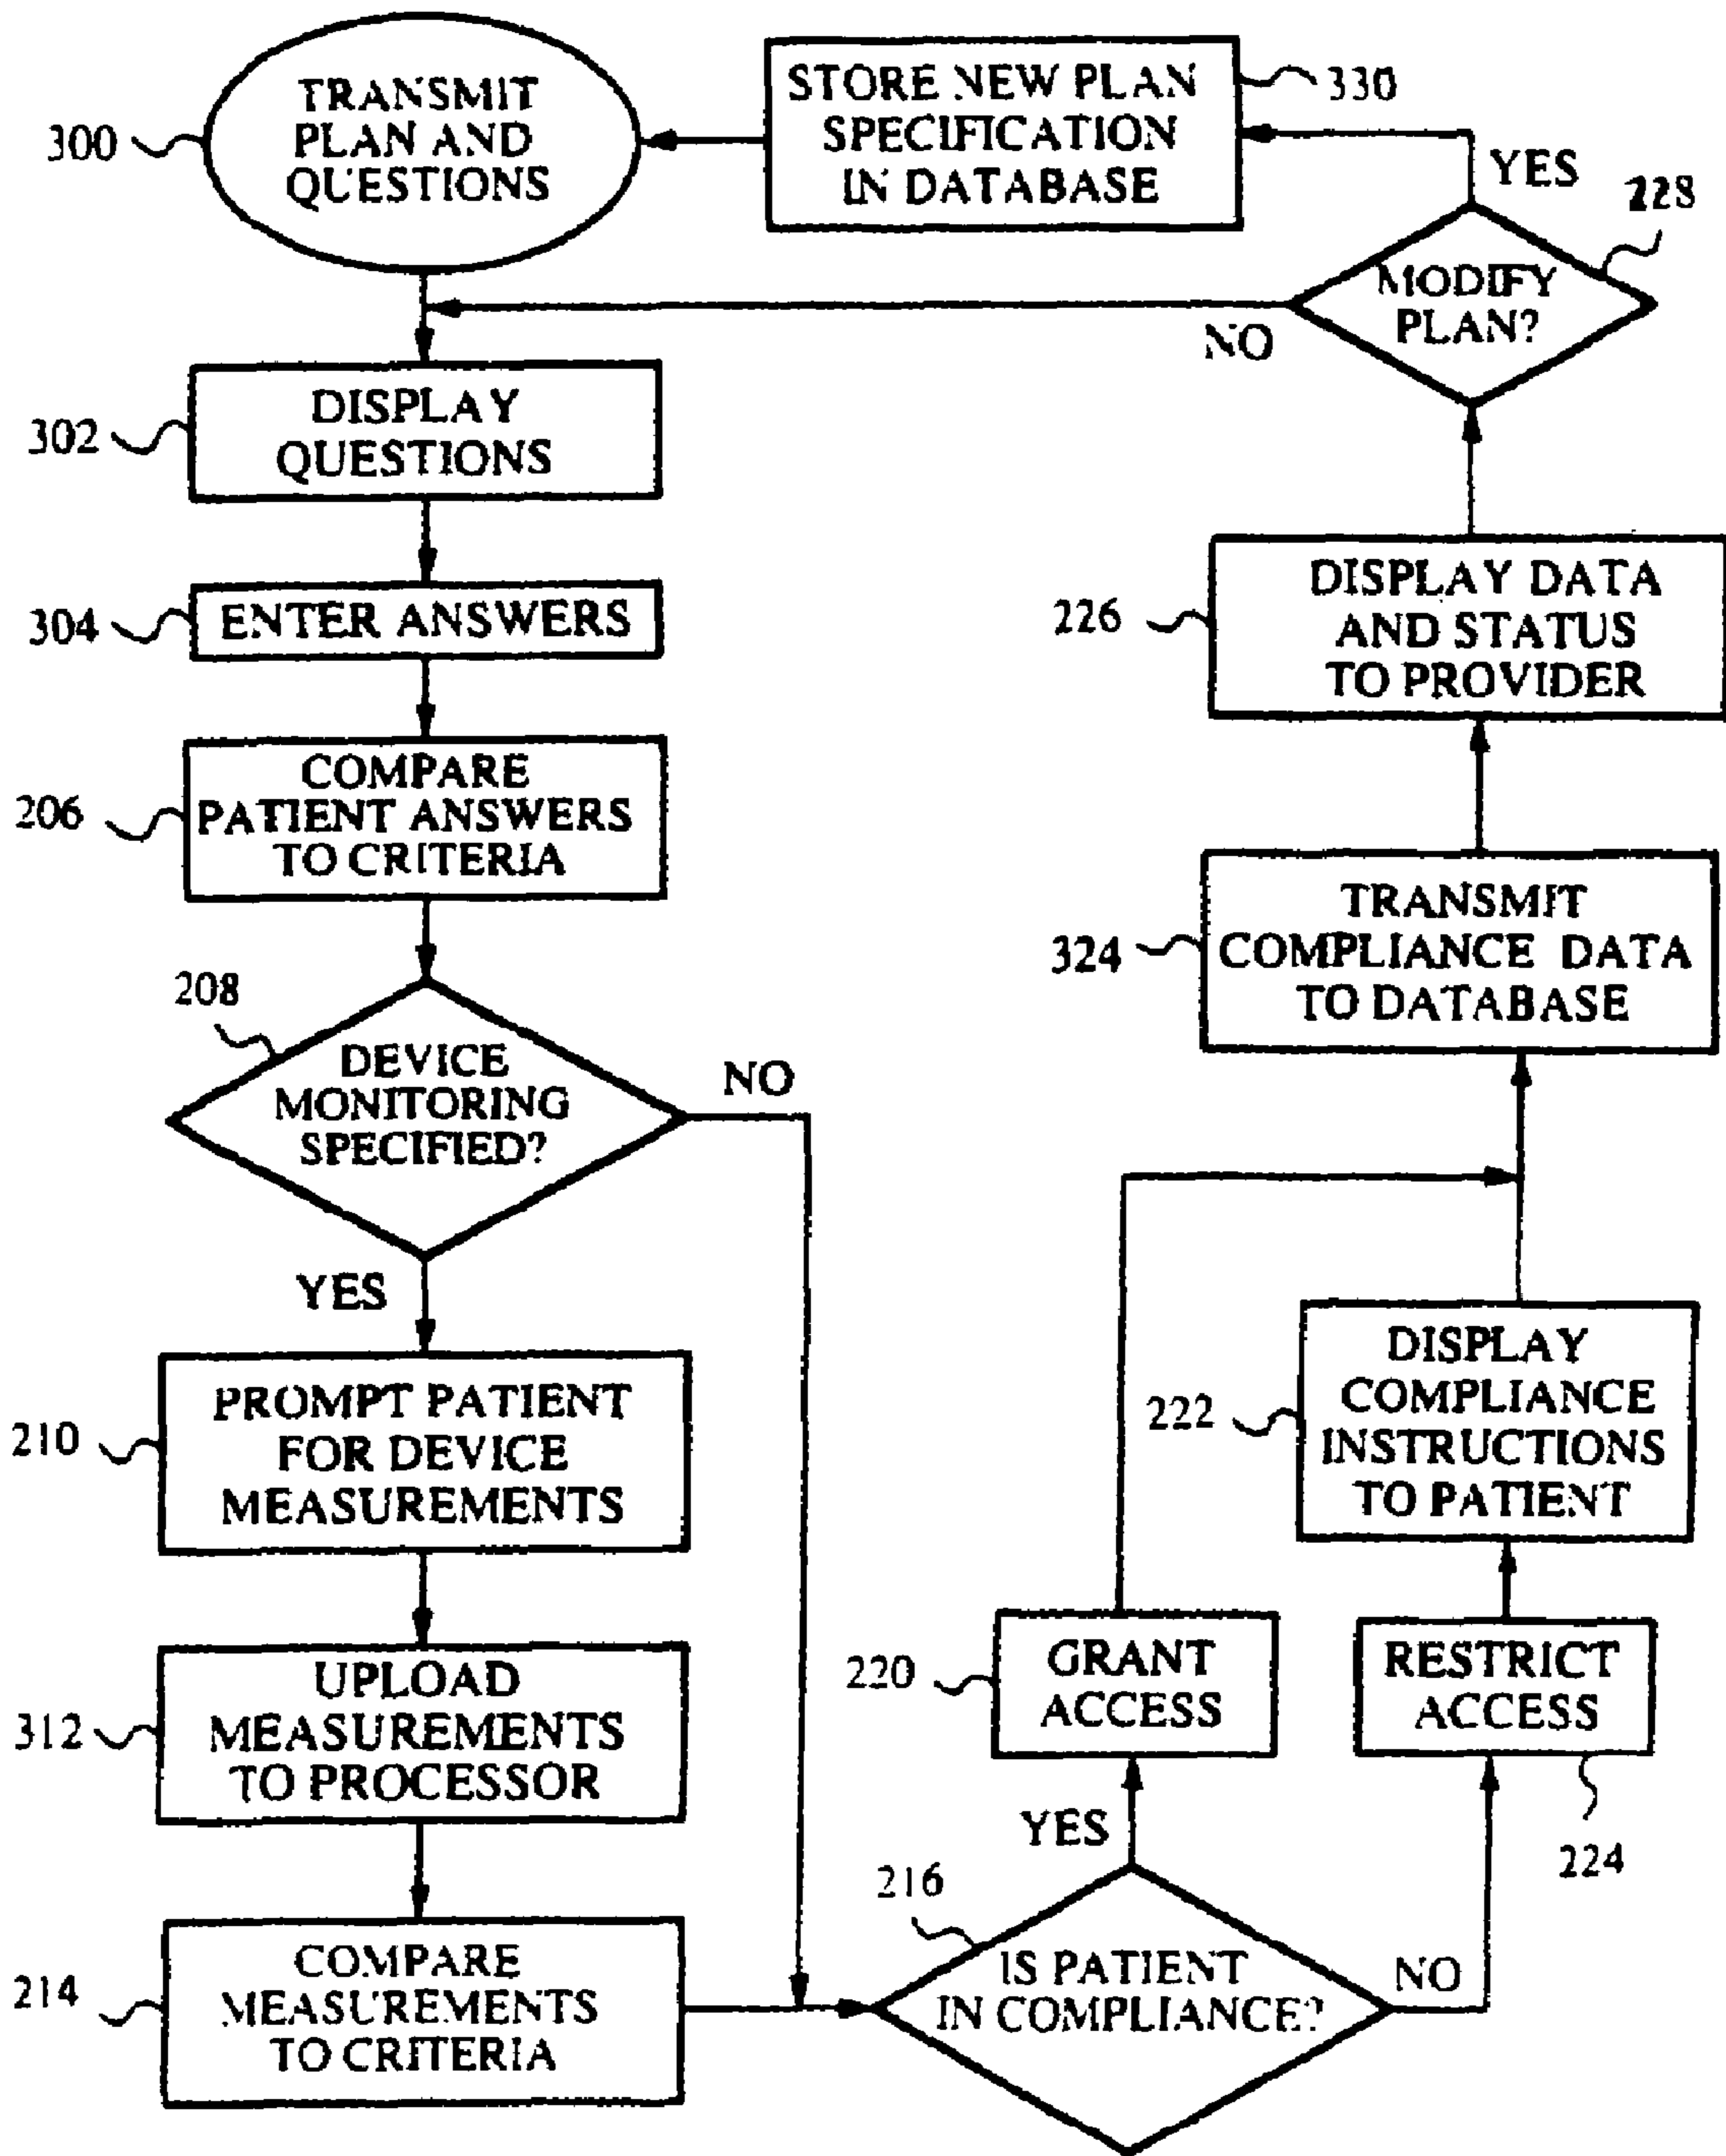 300
TRANSMIT
PLAN AND
QUESTIONS
STORE NEW PLAN
SPECIFICATION
IN DATABASE
330
YES
228
MODIFY
PLAN?
NO
302
DISPLAY
QUESTIONS
304
ENTER ANSWERS
206
COMPARE
PATIENT ANSWERS
TO CRITERIA
208
DEVICE
MONITORING
SPECIFIED?
NO
YES
210
PROMPT PATIENT
FOR DEVICE
MEASUREMENTS
312
UPLOAD
MEASUREMENTS
TO PROCESSOR
214
COMPARE
MEASUREMENTS
TO CRITERIA
216
IS PATIENT
IN COMPLIANCE?
YES
NO
220
GRANT
ACCESS
RESTRICT
ACCESS
224
222
DISPLAY
COMPLIANCE
INSTRUCTIONS
TO PATIENT
324
TRANSMIT
COMPLIANCE DATA
TO DATABASE
226
DISPLAY DATA
AND STATUS
TO PROVIDER